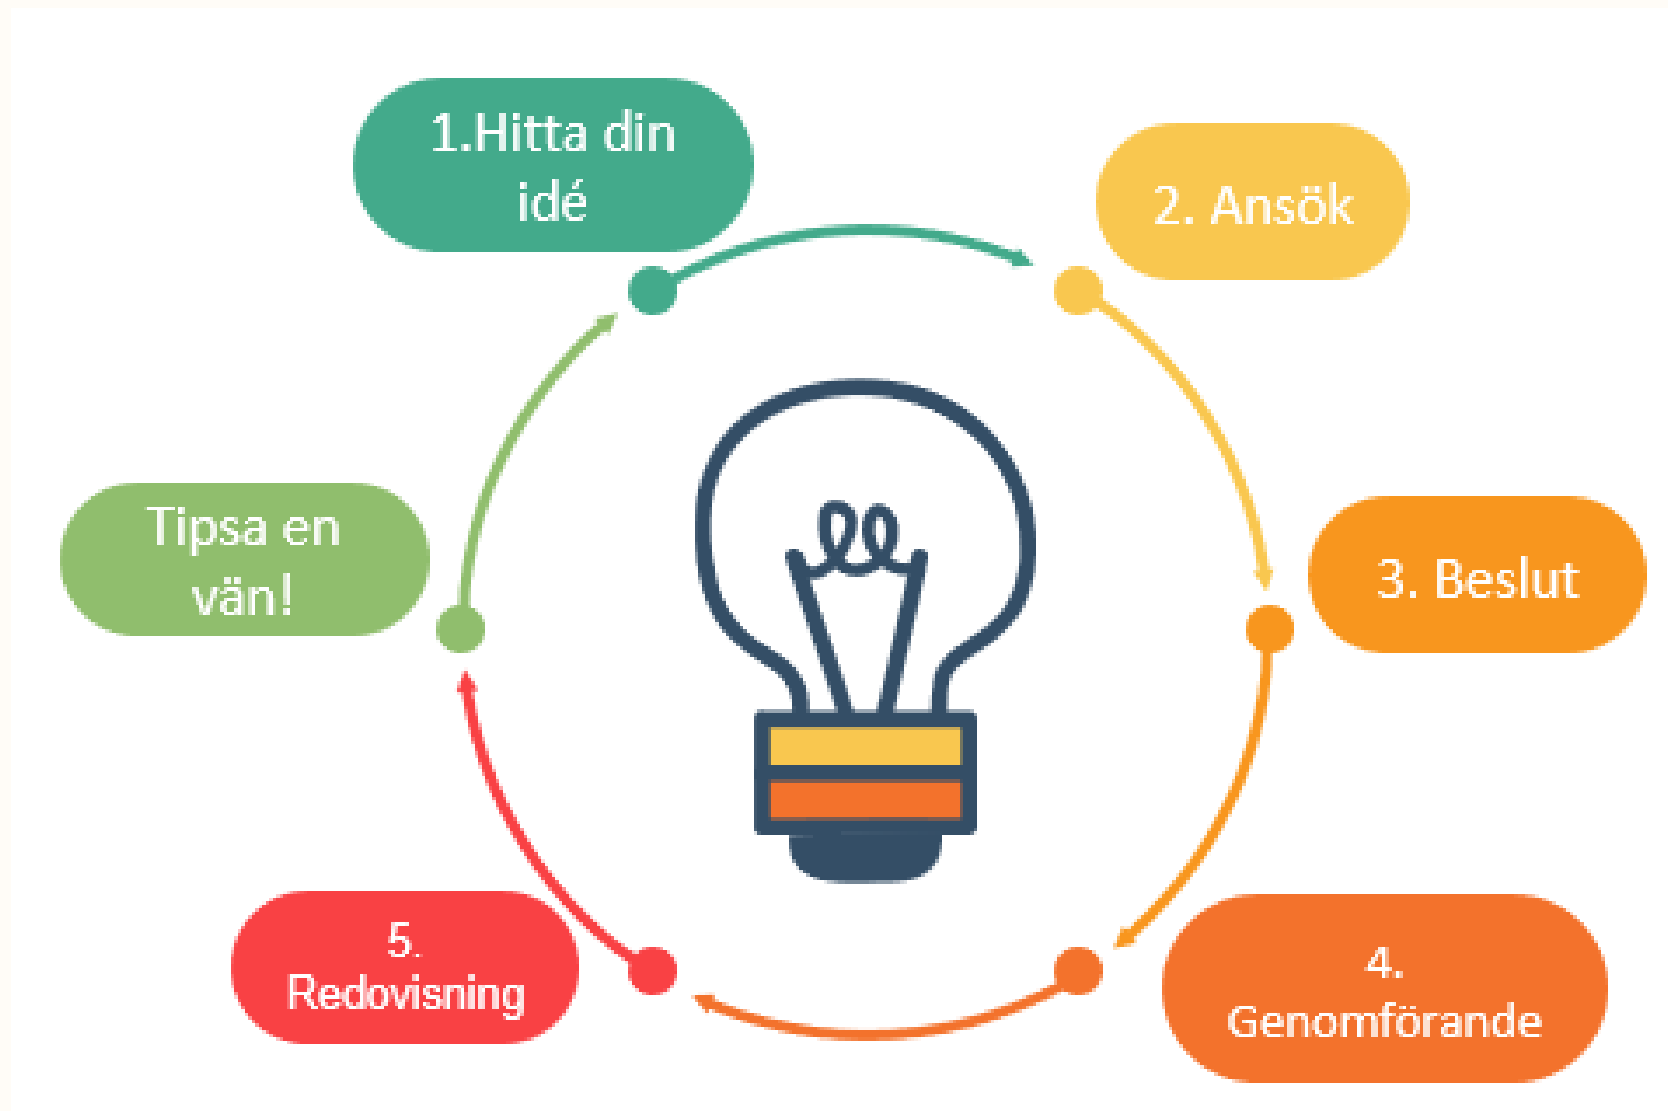 1.Hitta din
idé
2. Ansök
3. Beslut
4.
Genomförande
5.
Redovisning
Tipsa en
vän!